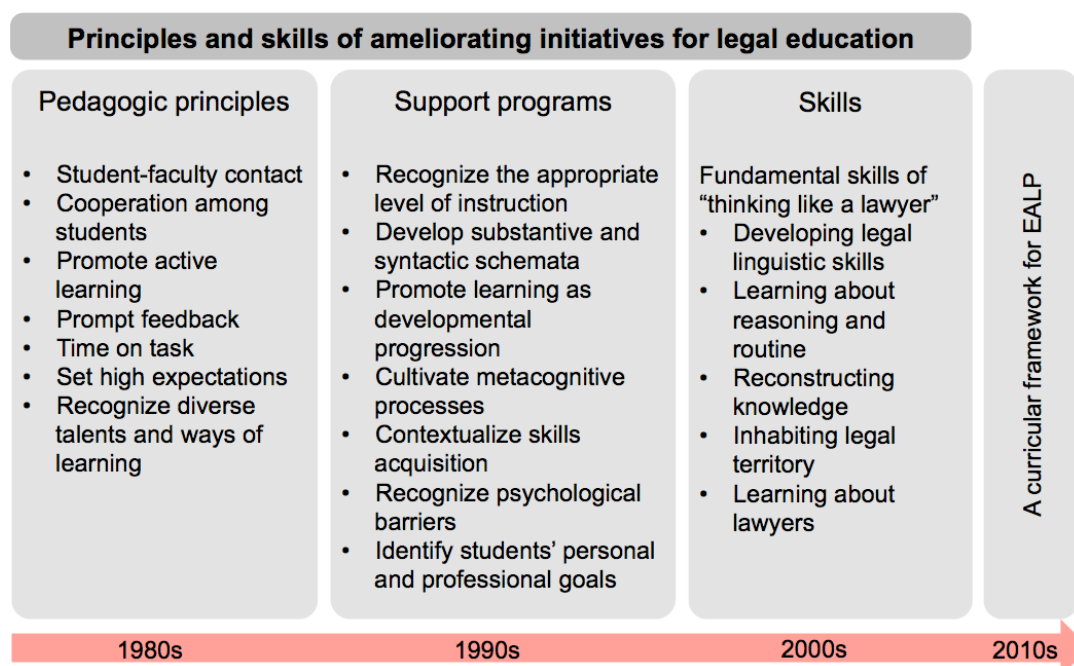 Principles and skills of ameliorating initiatives for legal education
Pedagogic principles
• Student-faculty contact
• Cooperation among
students
• Promote active
learning
• Prompt feedback
• Time on task
• Set high expectations
• Recognize diverse
talents and ways of
learning
Support programs
• Recognize the appropriate
level of instruction
• Develop substantive and
syntactic schemata
• Promote learning as
developmental
progression
• Cultivate metacognitive
processes
• Contextualize skills
acquisition
• Recognize psychological
barriers
• Identify students’ personal
and professional goals
Skills
Fundamental skills of
“thinking like a lawyer”
• Developing legal
linguistic skills
• Learning about
reasoning and
routine
• Reconstructing
knowledge
• Inhabiting legal
territory
• Learning about
lawyers
A curricular framework for EALP
1980s
1990s
2000s
2010s